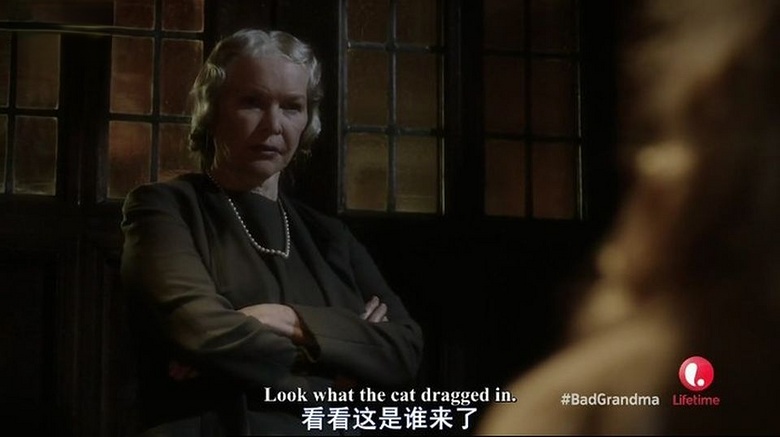 Look what the cat dragged in.
看看这是谁来了
#BadGrandma
Lifetime